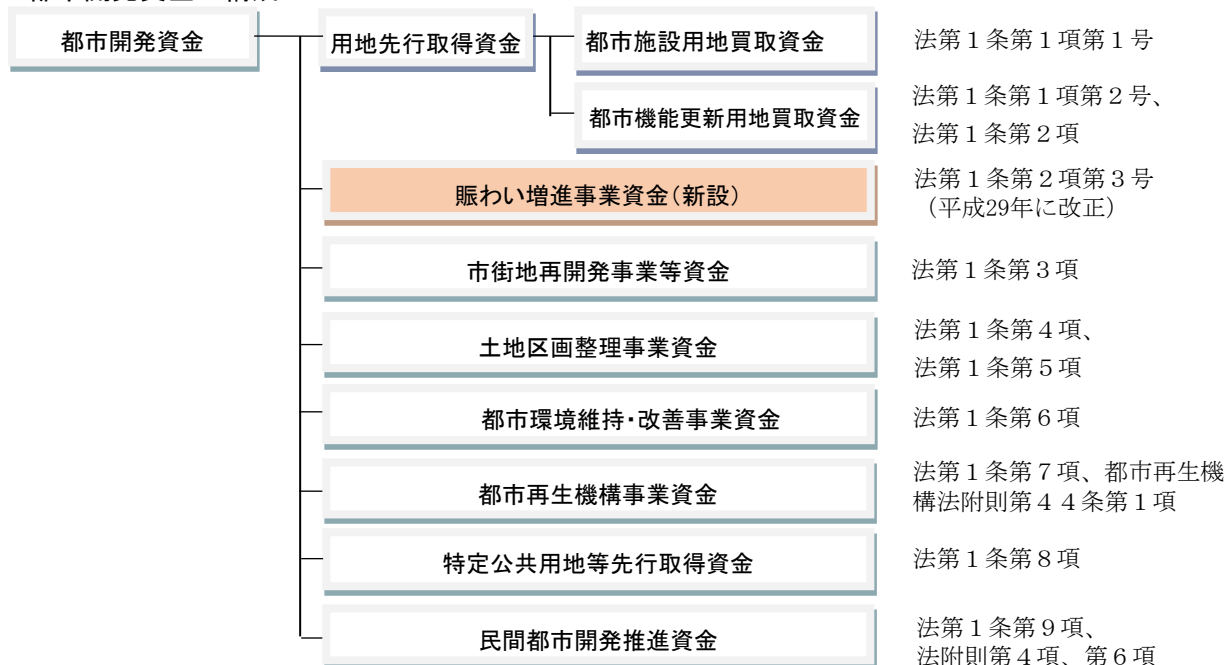 都市開発資金
用地先行取得資金
都市施設用地買取資金
法第１条第１項第１号
都市機能更新用地買取資金
法第１条第１項第２号、
法第１条第２項
賑わい増進事業資金(新設)
法第１条第２項第３号
（平成29年に改正）
市街地再開発事業等資金
法第１条第３項
土地区画整理事業資金
法第１条第４項、
法第１条第５項
都市環境維持・改善事業資金
法第１条第６項
都市再生機構事業資金
法第１条第７項、都市再生機
構法附則第４４条第１項
特定公共用地等先行取得資金
法第１条第８項
民間都市開発推進資金
法第１条第９項、
法附則第４項、第６項